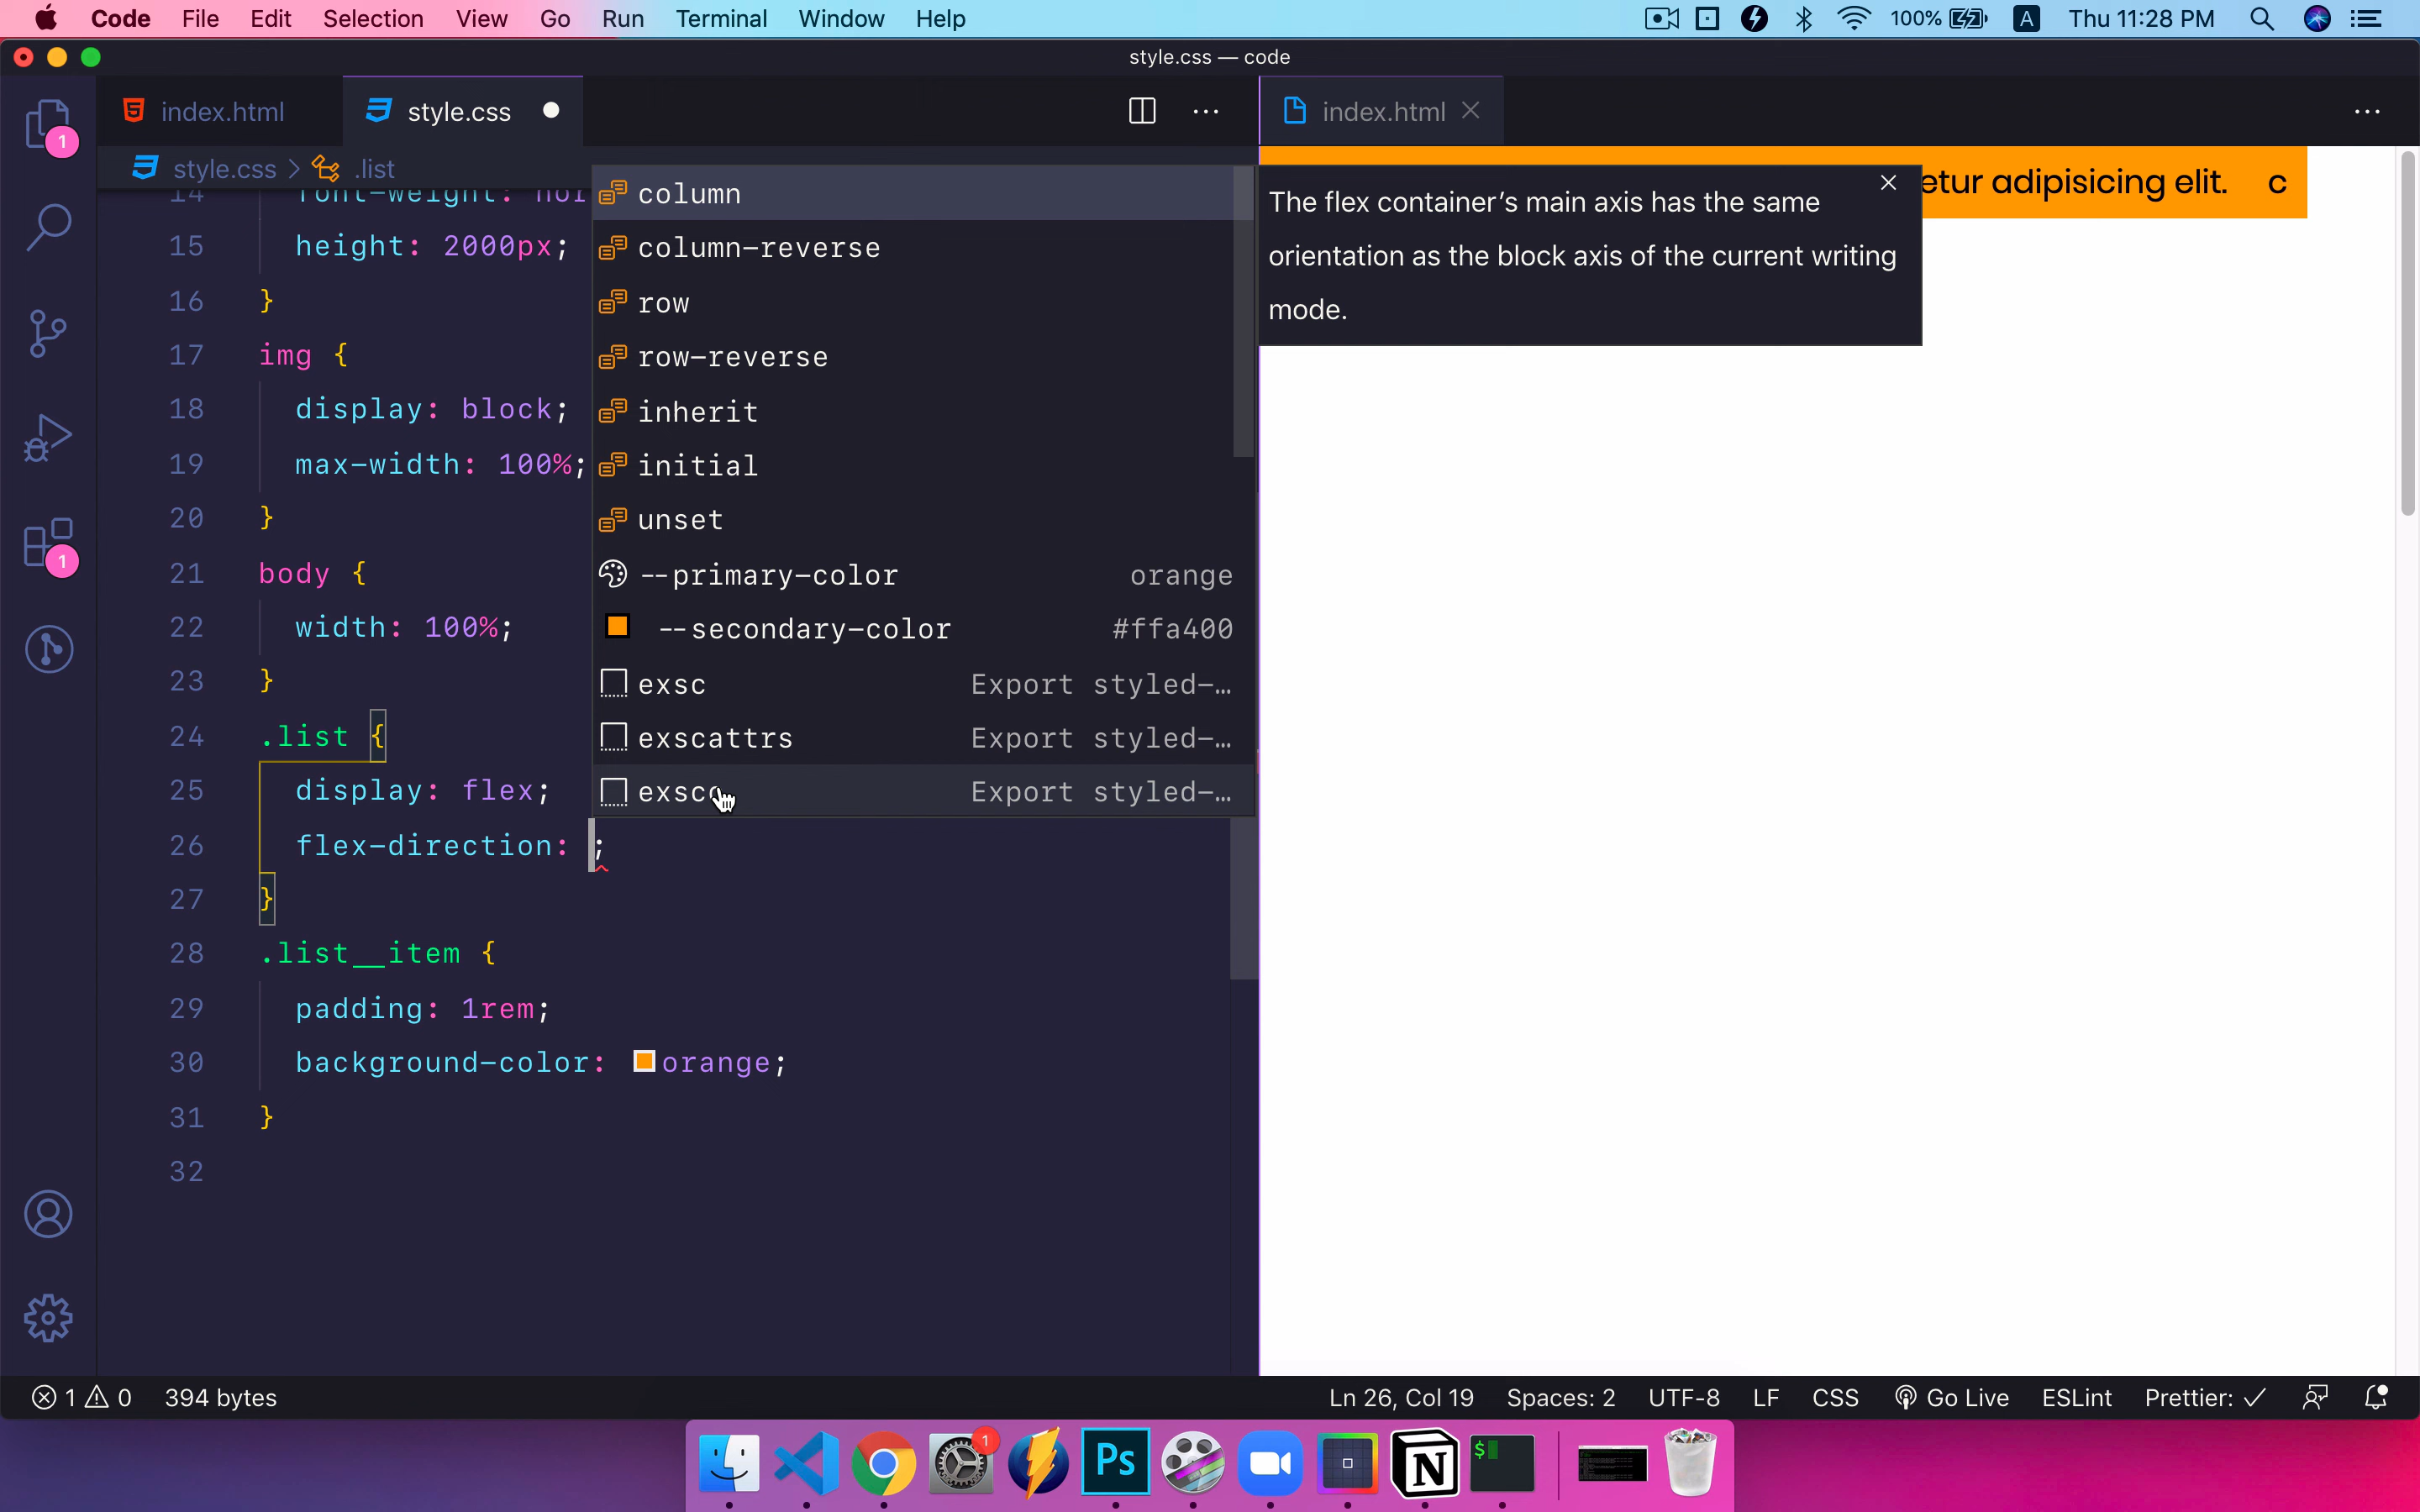 Code File Edit Selection View Go Run Terminal Window Help 100% A Thu 11:28 PM
style.css — code
index.html style.css index.html
style.css > .list
14 font-weight: nor
15 height: 2000px;
16 }
17 img {
18 display: block;
19 max-width: 100%;
20 }
21 body {
22 width: 100%;
23 }
24 .list {
25 display: flex;
26 flex-direction: ;
27 }
28 .list__item {
29 padding: 1rem;
30 background-color: orange;
31 }
32
column
column-reverse
row
row-reverse
inherit
initial
unset
--primary-color orange
--secondary-color #ffa400
exsc Export styled-…
exscattrs Export styled-…
exscc Export styled-…
The flex container's main axis has the same
orientation as the block axis of the current writing
mode.
etur adipisicing elit. c
1
1
1 0 394 bytes Ln 26, Col 19 Spaces: 2 UTF-8 LF CSS Go Live ESLint Prettier: ✓
1
Ps
N
$